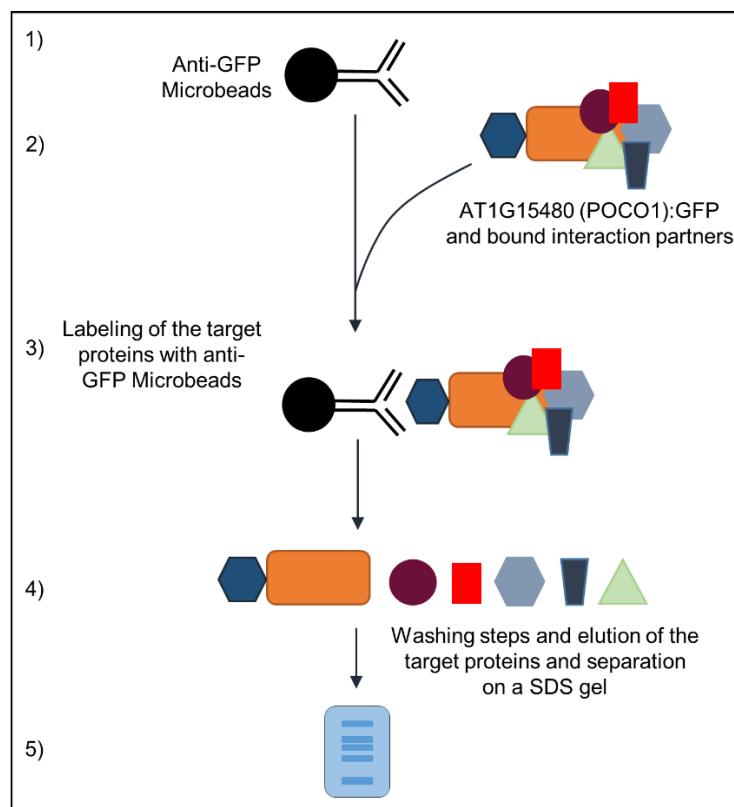 1)
Anti-GFP
Microbeads
2)
AT1G15480 (POCO1):GFP
and bound interaction partners
3)
Labeling of the target
proteins with anti-
GFP Microbeads
4)
Washing steps and elution of the
target proteins and separation
on a SDS gel
5)